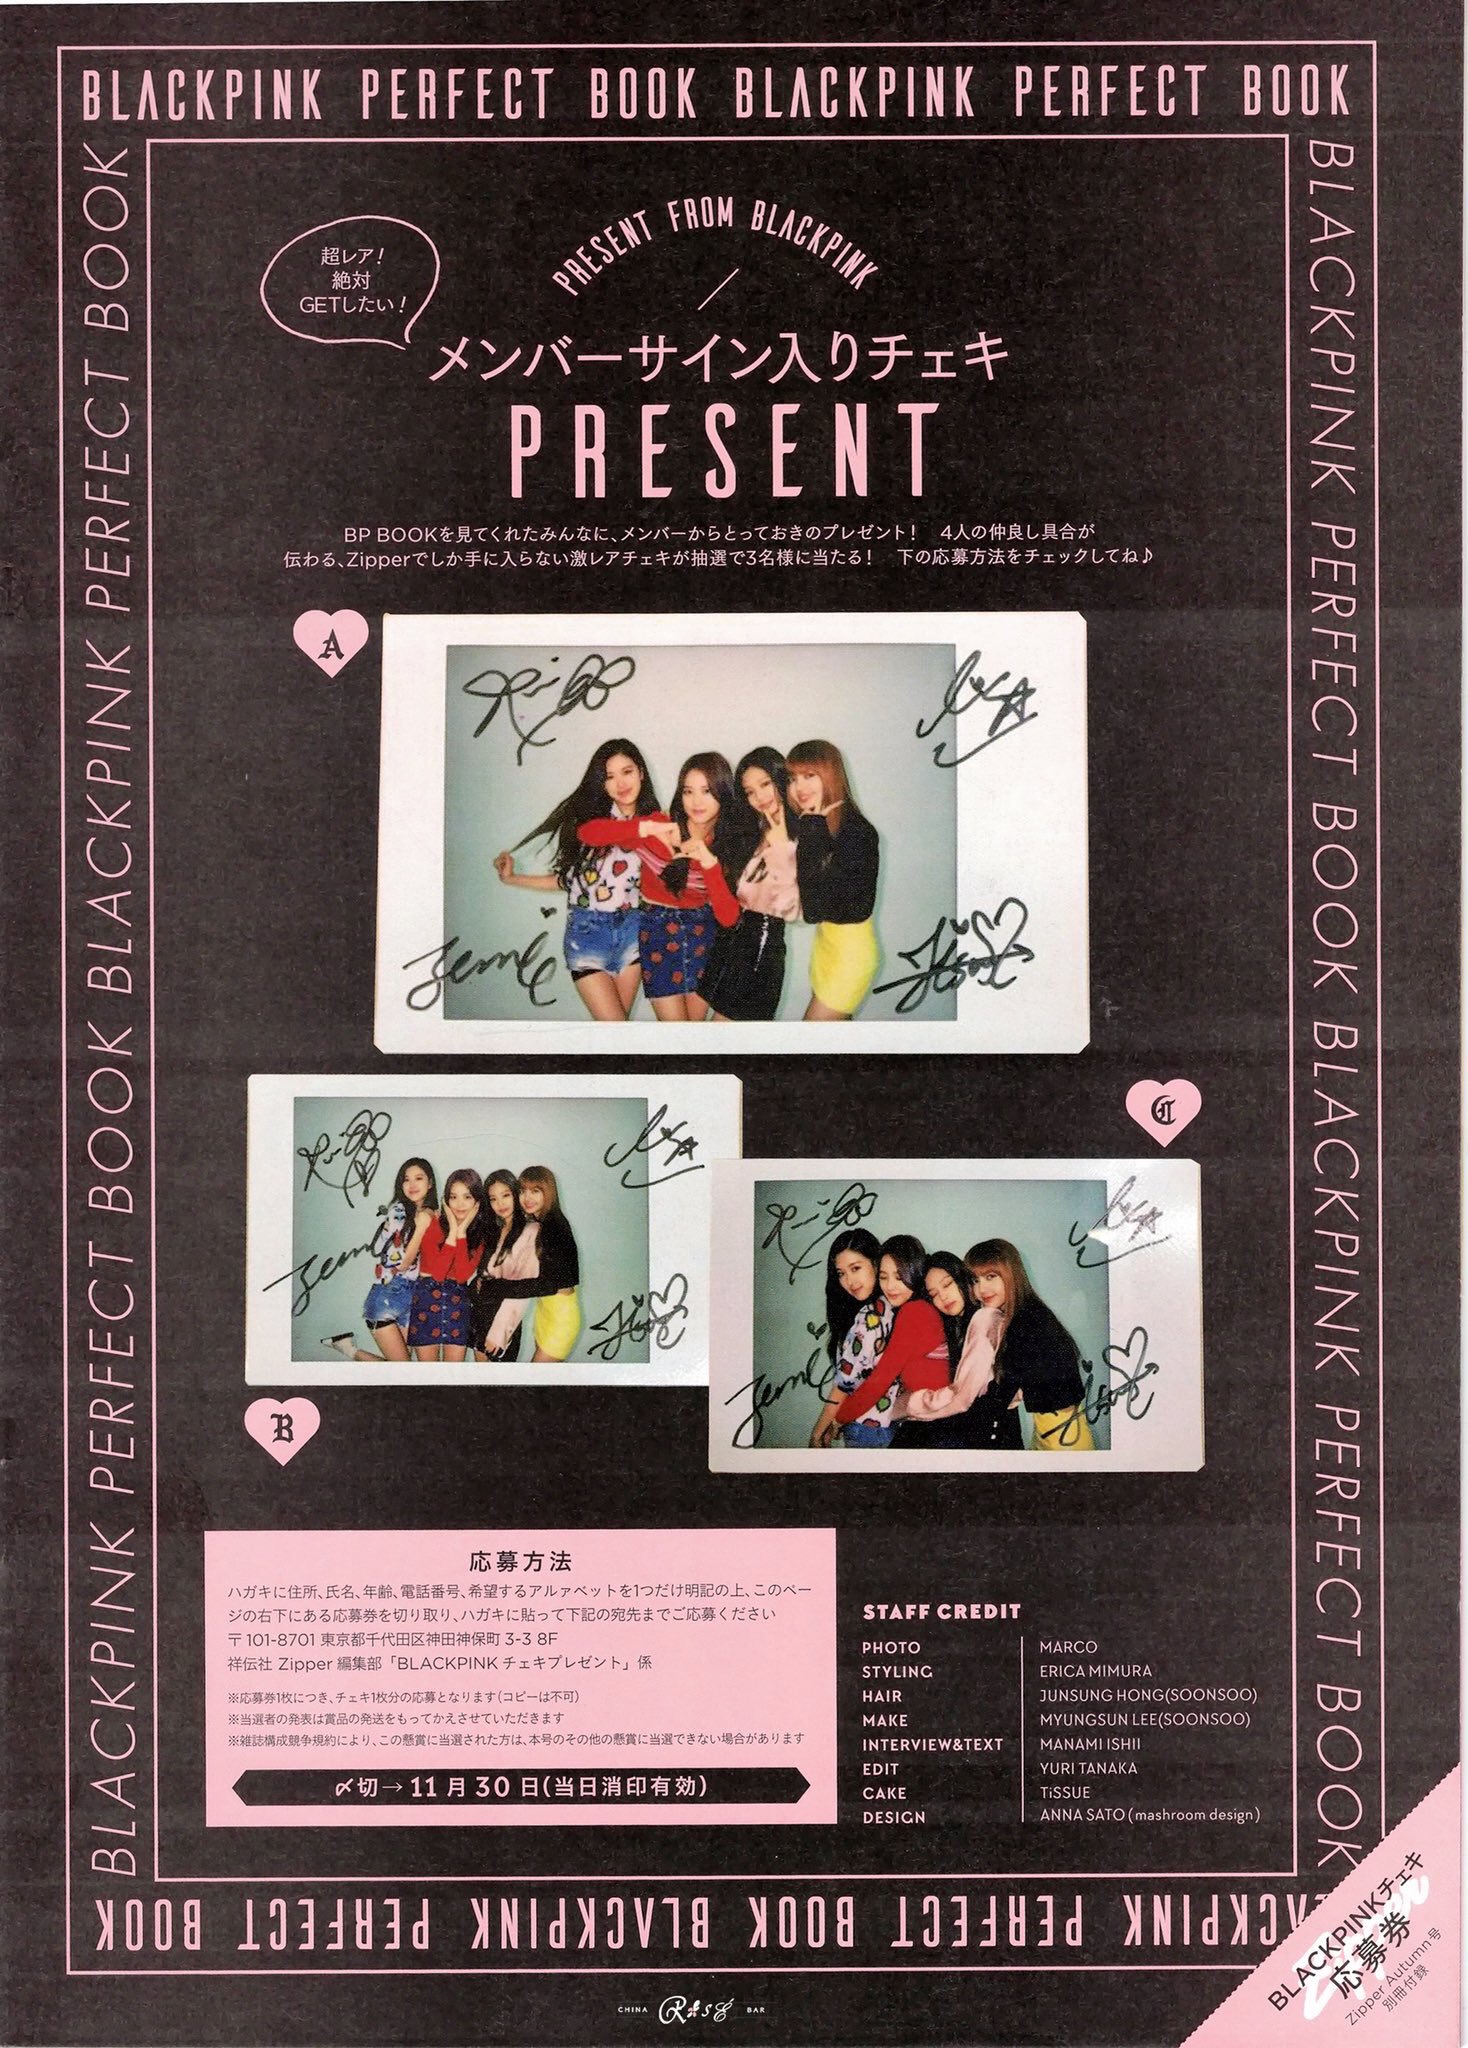 BLACKPINK PERFECT BOOK BLACKPINK PERFECT BOOK
BLACKPINK PERFECT BOOK BLACKPINK PERFECT BOOK
BLACKPINK PERFECT BOOK BLACKPINK PERFECT BOOK
PRESENT FROM BLACKPINK
超レア!
絶対
GETしたい!
メンバーサイン入りチェキ
PRESENT
BP BOOKを見てくれたみんなに、メンバーからとっておきのプレゼント! 4人の仲良し具合が
伝わる、Zipperでしか手に入らない激レアチェキが抽選で3名様に当たる! 下の応募方法をチェックしてね♪
A
Jennie
C
B
応募方法
ハガキに住所、氏名、年齢、電話番号、希望するアルファベットを1つだけ明記の上、このペー
ジの右下にある応募券を切り取り、ハガキに貼って下記の宛先までご応募ください
〒101-8701 東京都千代田区神田神保町 3-3 8F
祥伝社 Zipper 編集部「BLACKPINK チェキプレゼント」係
※応募券1枚につき、チェキ1枚分の応募となります(コピーは不可)
※当選者の発表は賞品の発送をもってかえさせていただきます
※雑誌構成競争規約により、この懸賞に当選された方は、本号のその他の懸賞に当選できない場合があります
〆切→11月30日(当日消印有効)
STAFF CREDIT
PHOTO MARCO
STYLING ERICA MIMURA
HAIR JUNSUNG HONG(SOONSOO)
MAKE MYUNGSUN LEE(SOONSOO)
INTERVIEW&TEXT MANAMI ISHII
EDIT YURI TANAKA
CAKE TiSSUE
DESIGN ANNA SATO (mashroom design)
BLACKPINK PERFECT BOOK BLACKPINK PERFECT BOOK
BLACKPINKチェキ
応募券
Zipper Autumn号
別冊付録
CHINA RoSÉ BAR